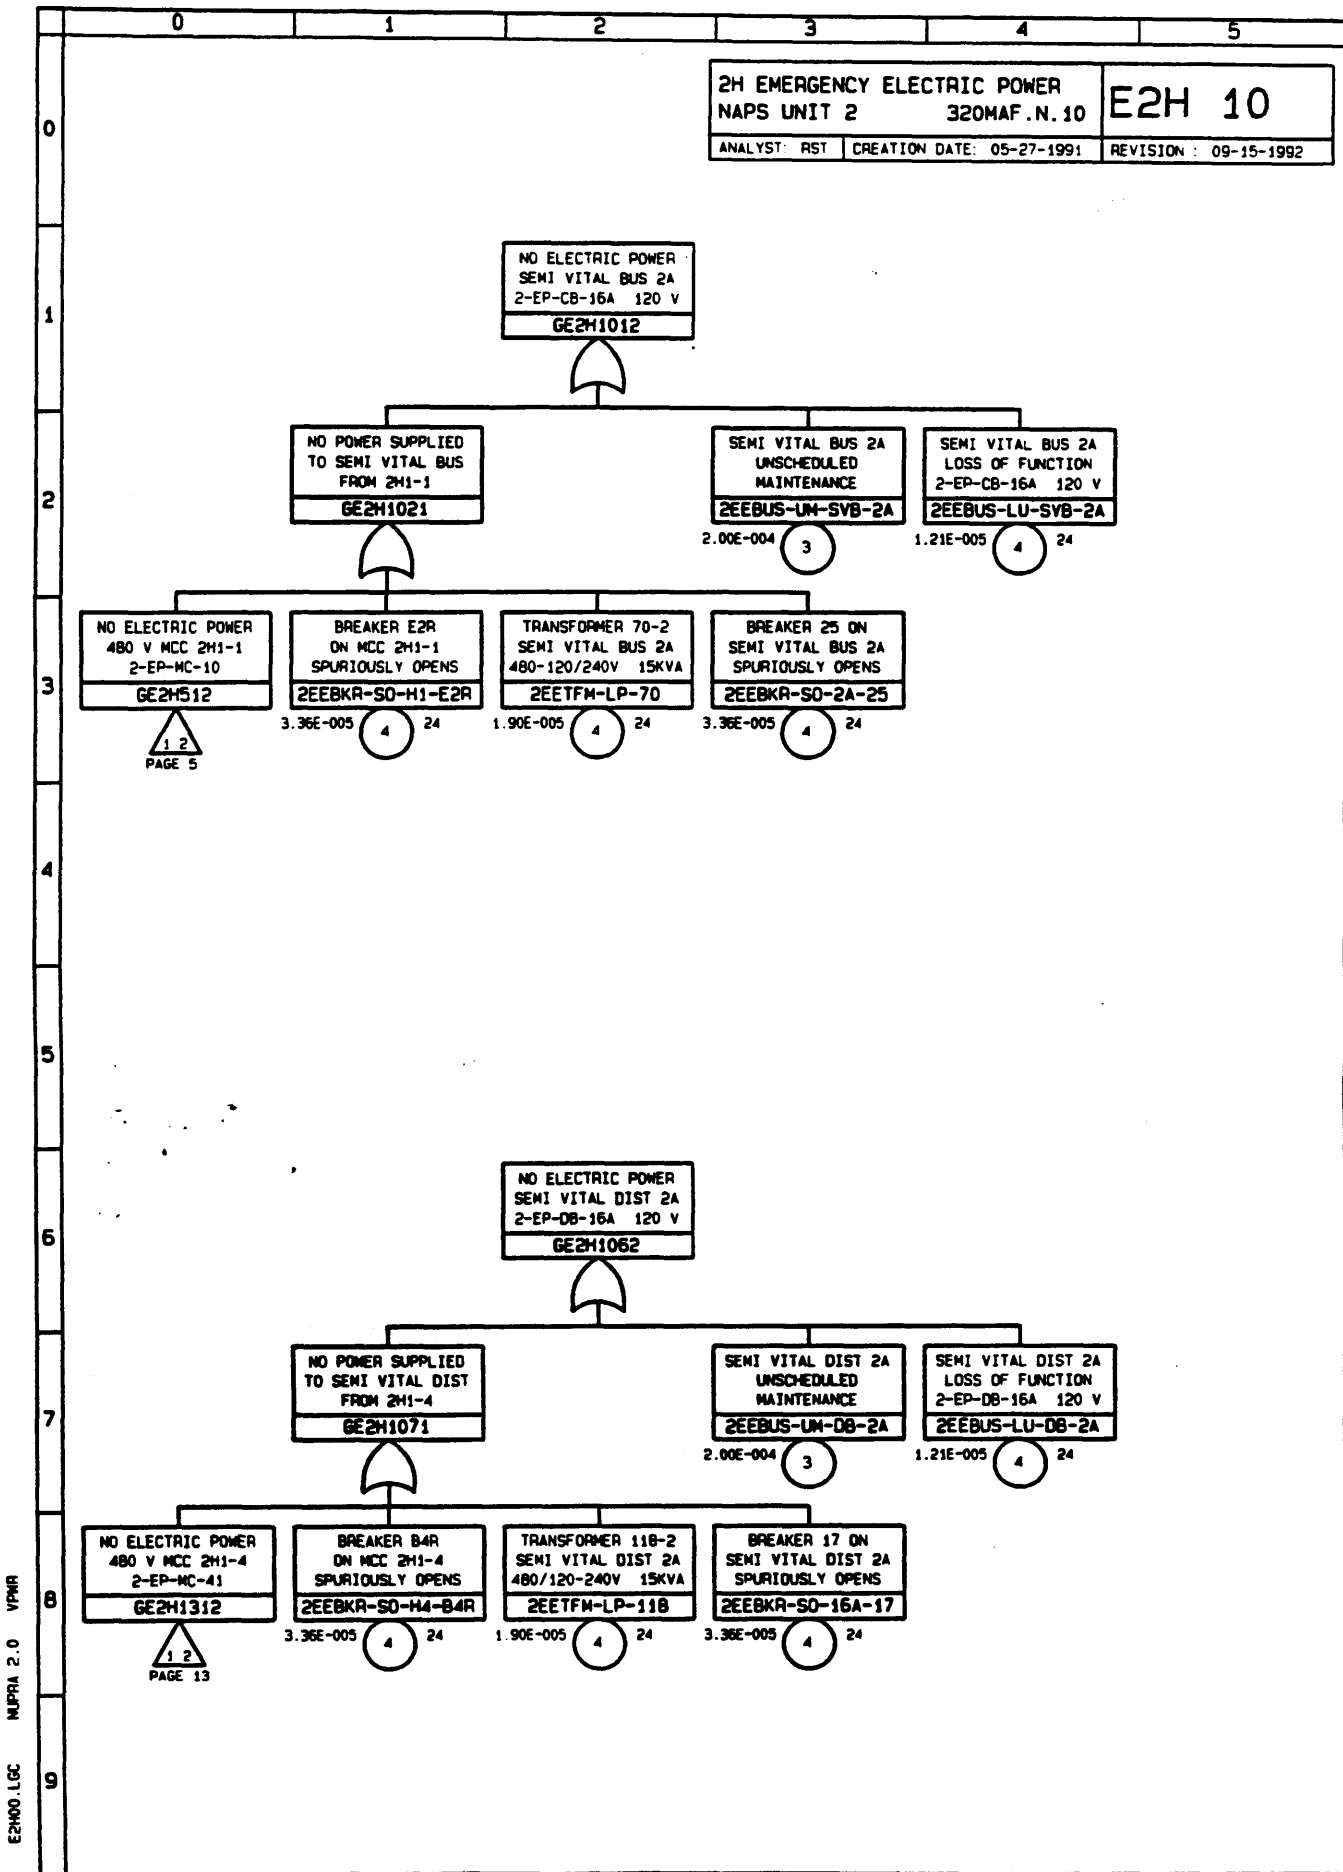 0 1 2 3 4 5
2H EMERGENCY ELECTRIC POWER
NAPS UNIT 2 320MAF.N.10
E2H 10
ANALYST: RST CREATION DATE: 05-27-1991 REVISION : 09-15-1992
0
NO ELECTRIC POWER
SEMI VITAL BUS 2A
2-EP-CB-16A 120 V
GE2H1012
1
NO POWER SUPPLIED
TO SEMI VITAL BUS
FROM 2H1-1
GE2H1021
SEMI VITAL BUS 2A
UNSCHEDULED
MAINTENANCE
2EEBUS-UM-SVB-2A
2.00E-004 3
SEMI VITAL BUS 2A
LOSS OF FUNCTION
2-EP-CB-16A 120 V
2EEBUS-LU-SVB-2A
1.21E-005 4 24
2
NO ELECTRIC POWER
480 V MCC 2H1-1
2-EP-MC-10
GE2H512
1 2
PAGE 5
BREAKER E2R
ON MCC 2H1-1
SPURIOUSLY OPENS
2EEBKR-SO-H1-E2R
3.36E-005 4 24
TRANSFORMER 70-2
SEMI VITAL BUS 2A
480-120/240V 15KVA
2EETFM-LP-70
1.90E-005 4 24
BREAKER 25 ON
SEMI VITAL BUS 2A
SPURIOUSLY OPENS
2EEBKR-SO-2A-25
3.36E-005 4 24
3
4
5
NO ELECTRIC POWER
SEMI VITAL DIST 2A
2-EP-DB-16A 120 V
GE2H1062
6
NO POWER SUPPLIED
TO SEMI VITAL DIST
FROM 2H1-4
GE2H1071
SEMI VITAL DIST 2A
UNSCHEDULED
MAINTENANCE
2EEBUS-UM-DB-2A
2.00E-004 3
SEMI VITAL DIST 2A
LOSS OF FUNCTION
2-EP-DB-16A 120 V
2EEBUS-LU-DB-2A
1.21E-005 4 24
7
NO ELECTRIC POWER
480 V MCC 2H1-4
2-EP-MC-41
GE2H1312
1 2
PAGE 13
BREAKER B4R
ON MCC 2H1-4
SPURIOUSLY OPENS
2EEBKR-SO-H4-B4R
3.36E-005 4 24
TRANSFORMER 118-2
SEMI VITAL DIST 2A
480/120-240V 15KVA
2EETFM-LP-118
1.90E-005 4 24
BREAKER 17 ON
SEMI VITAL DIST 2A
SPURIOUSLY OPENS
2EEBKR-SO-16A-17
3.36E-005 4 24
8
9
E2H00.LGC NUPRA 2.0 VPWR